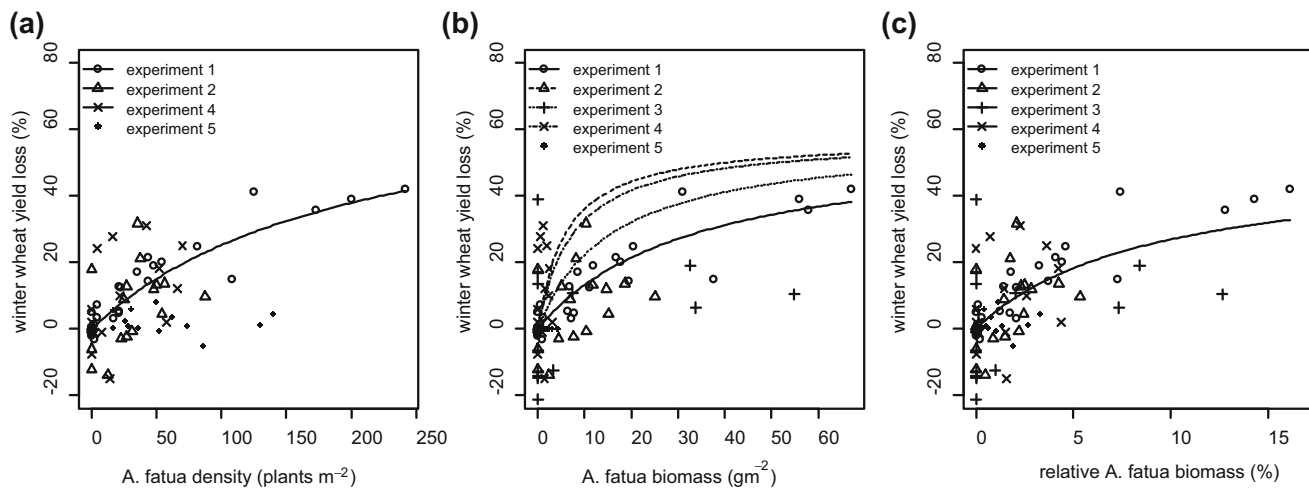 (a)
winter wheat yield loss (%)
80
60
40
20
0
-20
experiment 1
experiment 2
experiment 4
experiment 5
0 50 100 150 200 250
A. fatua density (plants m⁻²)
(b)
winter wheat yield loss (%)
80
60
40
20
0
-20
experiment 1
experiment 2
experiment 3
experiment 4
experiment 5
0 10 20 30 40 50 60
A. fatua biomass (gm⁻²)
(c)
winter wheat yield loss (%)
80
60
40
20
0
-20
experiment 1
experiment 2
experiment 3
experiment 4
experiment 5
0 5 10 15
relative A. fatua biomass (%)